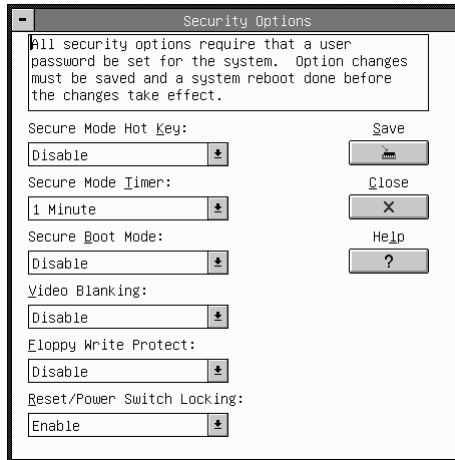 Security Options
All security options require that a user
password be set for the system.  Option changes
must be saved and a system reboot done before
the changes take effect.
Secure Mode Hot Key:
Save
Disable
Secure Mode Timer:
Close
1 Minute
Secure Boot Mode:
Help
Disable
?
Video Blanking:
Disable
Floppy Write Protect:
Disable
Reset/Power Switch Locking:
Enable